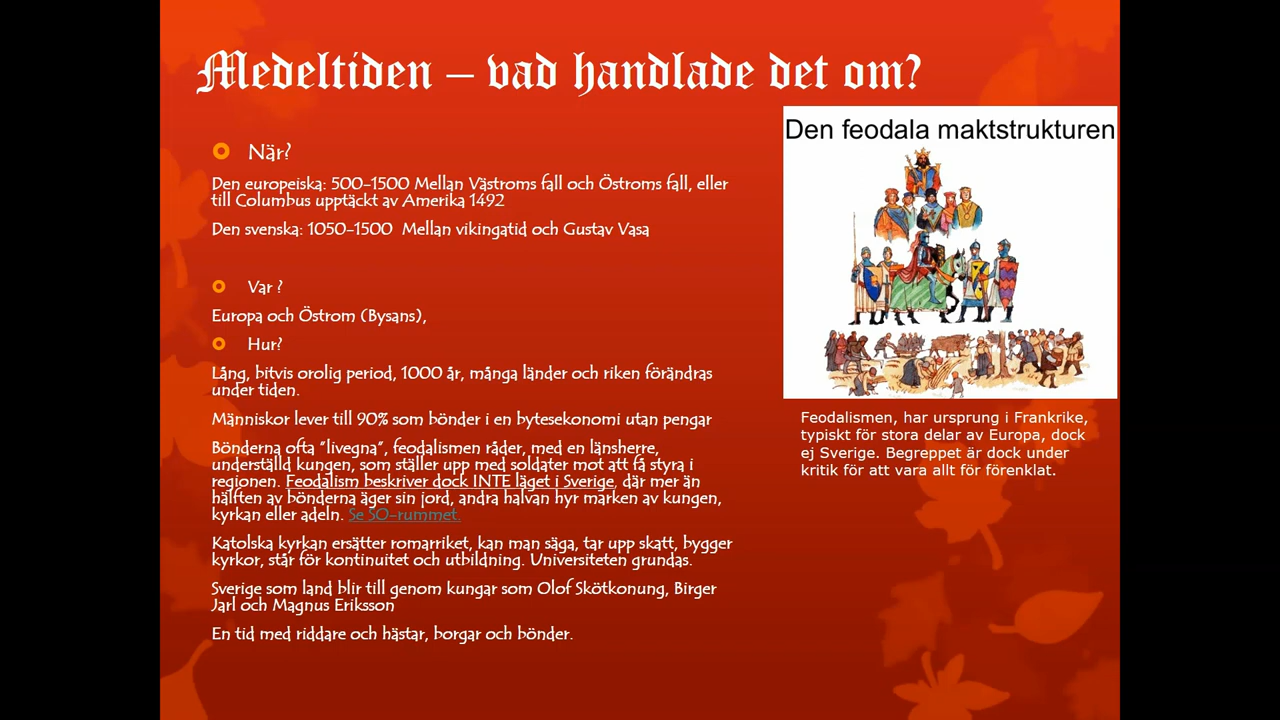 Medeltiden – vad handlade det om?
När?
Den europeiska: 500-1500 Mellan Västroms fall och Östroms fall, eller
till Columbus upptäckt av Amerika 1492
Den svenska: 1050-1500 Mellan vikingatid och Gustav Vasa
Var ?
Europa och Östrom (Bysans),
Hur?
Lång, bitvis orolig period, 1000 år, många länder och riken förändras
under tiden.
Människor lever till 90% som bönder i en bytesekonomi utan pengar
Bönderna ofta "livegna", feodalismen råder, med en länsherre,
underställd kungen, som ställer upp med soldater mot att få styra i
regionen. Feodalism beskriver dock INTE läget i Sverige, där mer än
hälften av bönderna äger sin jord, andra halvan hyr marken av kungen,
kyrkan eller adeln. Se SO-rummet.
Katolska kyrkan ersätter romarriket, kan man säga, tar upp skatt, bygger
kyrkor, står för kontinuitet och utbildning. Universiteten grundas.
Sverige som land blir till genom kungar som Olof Skötkonung, Birger
Jarl och Magnus Eriksson
En tid med riddare och hästar, borgar och bönder.
Den feodala maktstrukturen
Feodalismen, har ursprung i Frankrike,
typiskt för stora delar av Europa, dock
ej Sverige. Begreppet är dock under
kritik för att vara allt för förenklat.